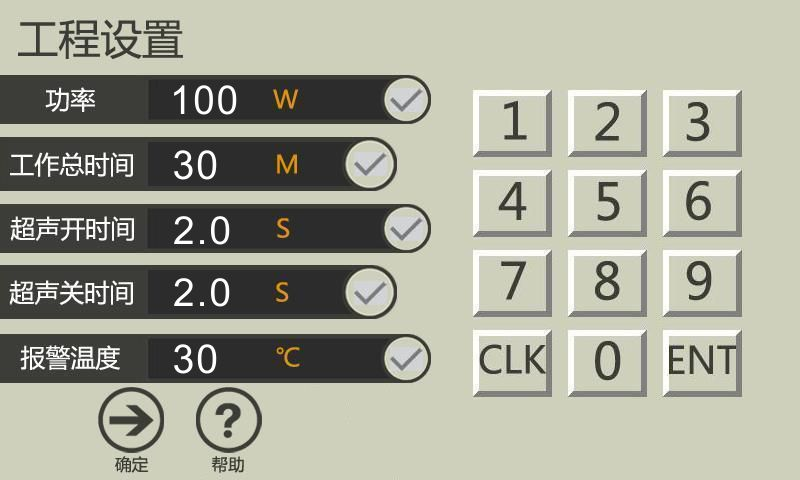 工程设置
功率 100 W
工作总时间 30 M
超声开时间 2.0 S
超声关时间 2.0 S
报警温度 30 ℃
1 2 3
4 5 6
7 8 9
CLK 0 ENT
?
确定 帮助